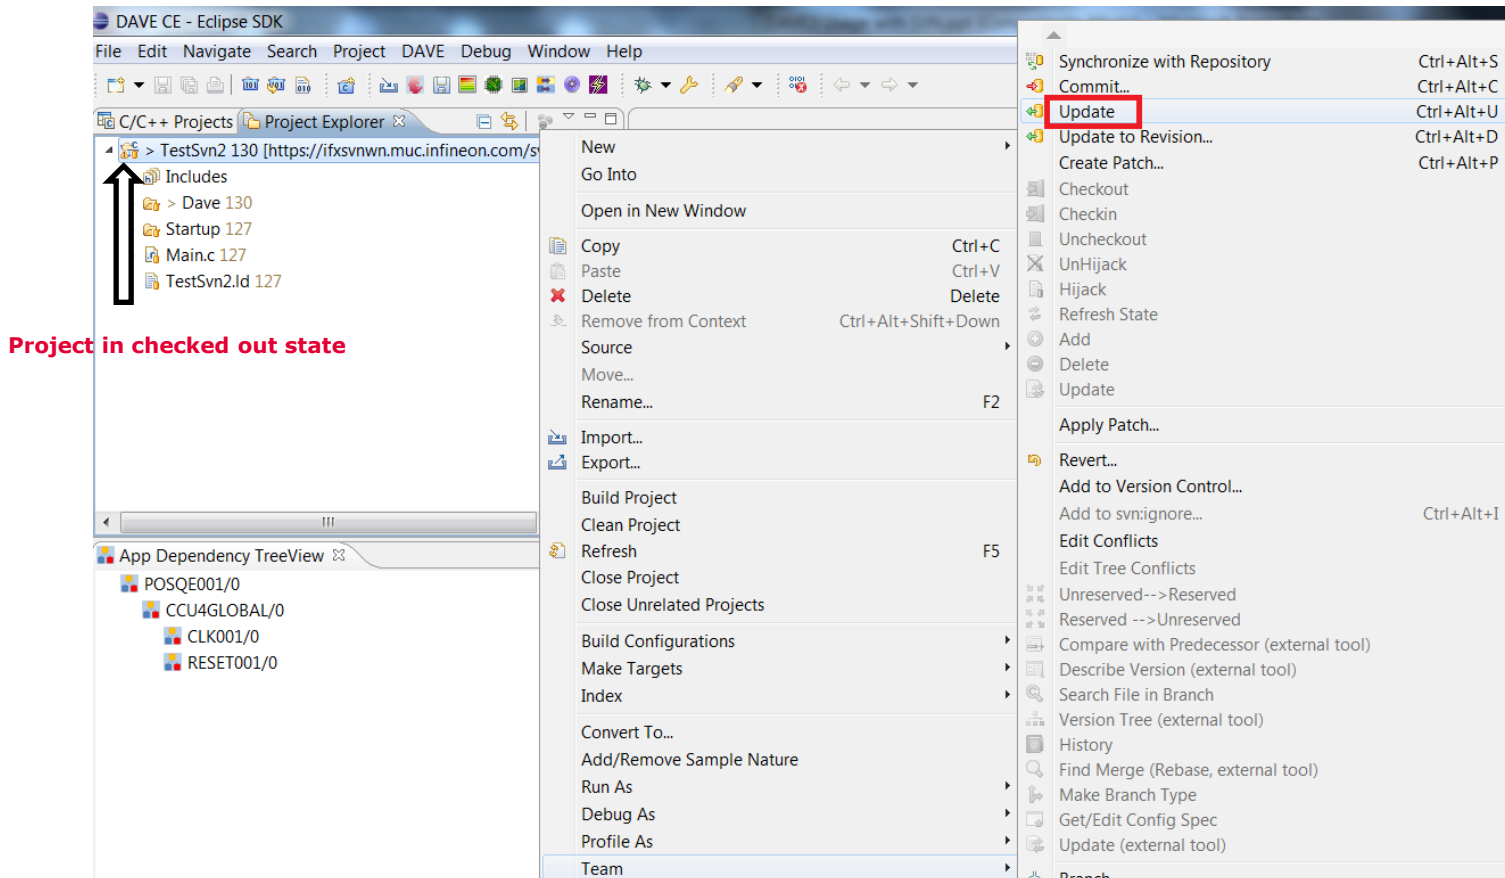 DAVE CE - Eclipse SDK
File Edit Navigate Search Project DAVE Debug Window Help
C/C++ Projects Project Explorer
> TestSvn2 130 [https://ifxsvnwn.muc.infineon.com/s
Includes
> Dave 130
Startup 127
Main.c 127
TestSvn2.ld 127
Project in checked out state
App Dependency TreeView
POSQE001/0
CCU4GLOBAL/0
CLK001/0
RESET001/0
New
Go Into
Open in New Window
Copy Ctrl+C
Paste Ctrl+V
Delete Delete
Remove from Context Ctrl+Alt+Shift+Down
Source
Move...
Rename... F2
Import...
Export...
Build Project
Clean Project
Refresh F5
Close Project
Close Unrelated Projects
Build Configurations
Make Targets
Index
Convert To...
Add/Remove Sample Nature
Run As
Debug As
Profile As
Team
Synchronize with Repository Ctrl+Alt+S
Commit... Ctrl+Alt+C
Update Ctrl+Alt+U
Update to Revision... Ctrl+Alt+D
Create Patch... Ctrl+Alt+P
Checkout
Checkin
Uncheckout
UnHijack
Hijack
Refresh State
Add
Delete
Update
Apply Patch...
Revert...
Add to Version Control...
Add to svn:ignore... Ctrl+Alt+I
Edit Conflicts
Edit Tree Conflicts
Unreserved-->Reserved
Reserved -->Unreserved
Compare with Predecessor (external tool)
Describe Version (external tool)
Search File in Branch
Version Tree (external tool)
History
Find Merge (Rebase, external tool)
Make Branch Type
Get/Edit Config Spec
Update (external tool)
Branch